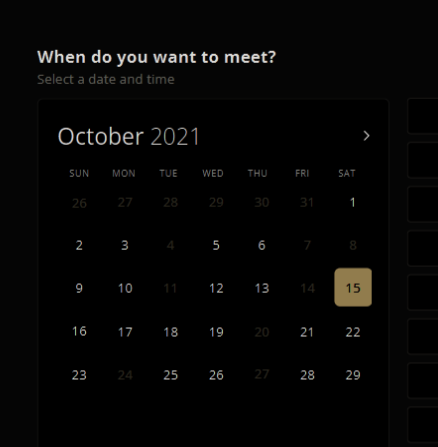 When do you want to meet?
Select a date and time
October 2021 >
SUN MON TUE WED THU FRI SAT
26 27 28 29 30 31 1
2 3 4 5 6 7 8
9 10 11 12 13 14 15
16 17 18 19 20 21 22
23 24 25 26 27 28 29